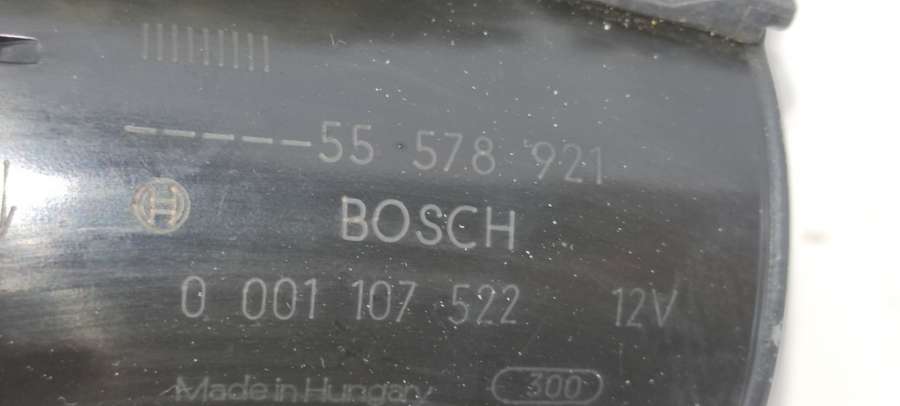 ------55 578 921
BOSCH
0 001 107 522 12V
Made in Hungary 300